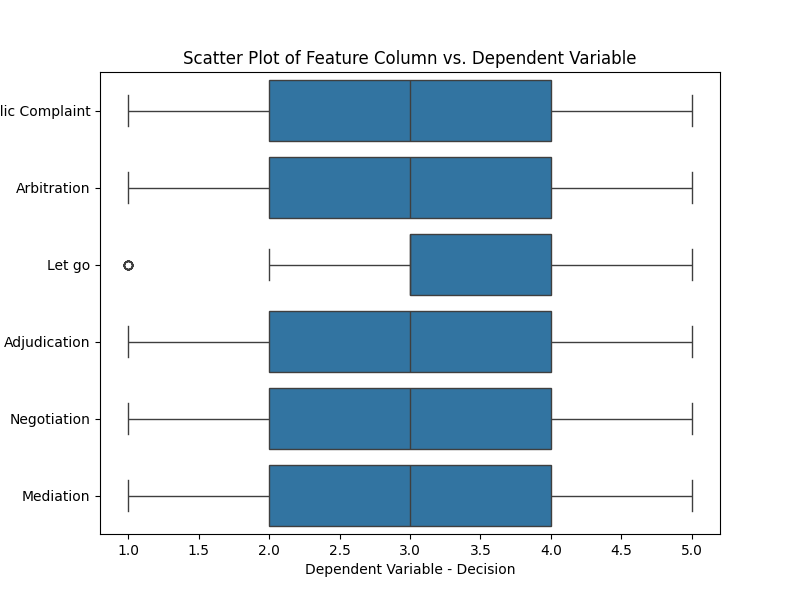 Scatter Plot of Feature Column vs. Dependent Variable
lic Complaint
Arbitration
Let go
Adjudication
Negotiation
Mediation
1.0 1.5 2.0 2.5 3.0 3.5 4.0 4.5 5.0
Dependent Variable - Decision